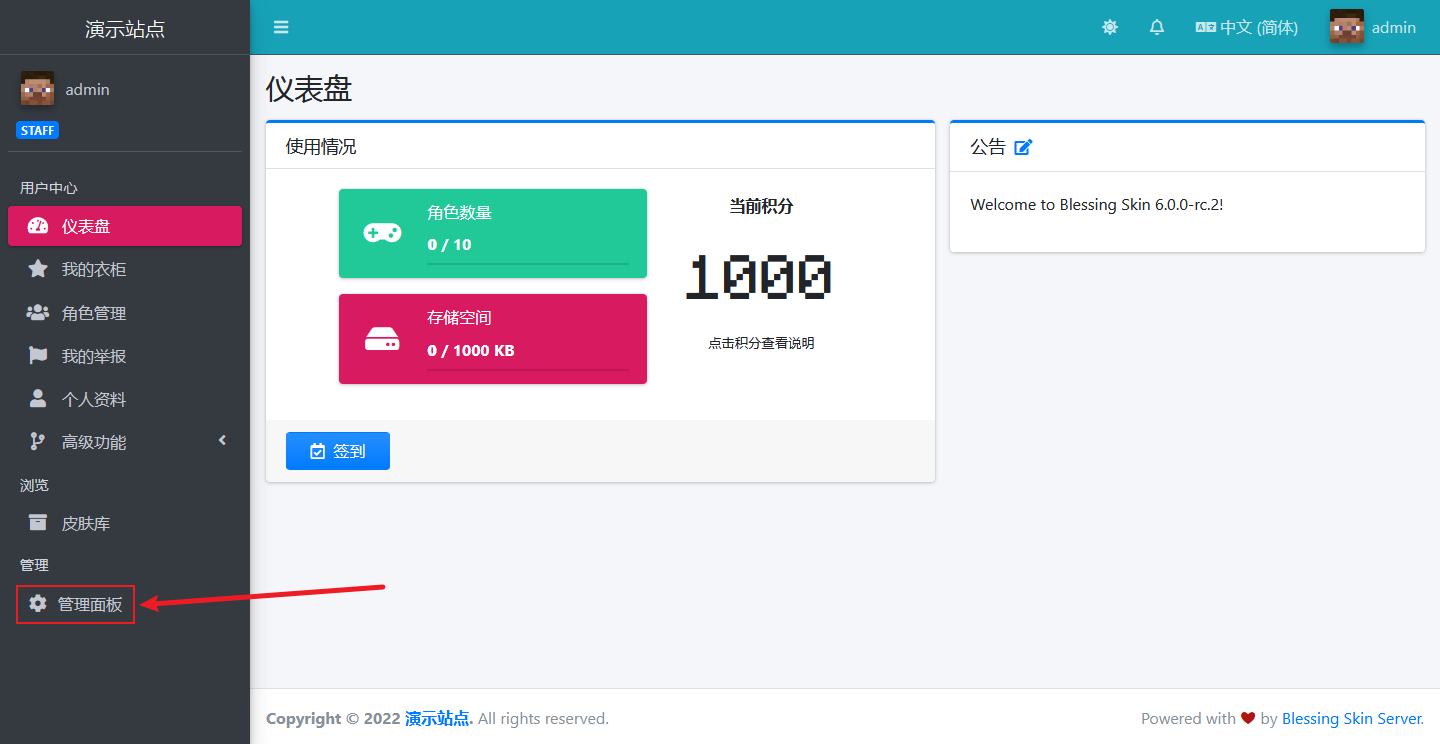 演示站点
中文 (简体)
admin
admin
STAFF
用户中心
仪表盘
我的衣柜
角色管理
我的举报
个人资料
高级功能
浏览
皮肤库
管理
管理面板
仪表盘
使用情况
角色数量
0 / 10
存储空间
0 / 1000 KB
当前积分
1000
点击积分查看说明
签到
公告
Welcome to Blessing Skin 6.0.0-rc.2!
Copyright © 2022 演示站点. All rights reserved.
Powered with ❤ by Blessing Skin Server.